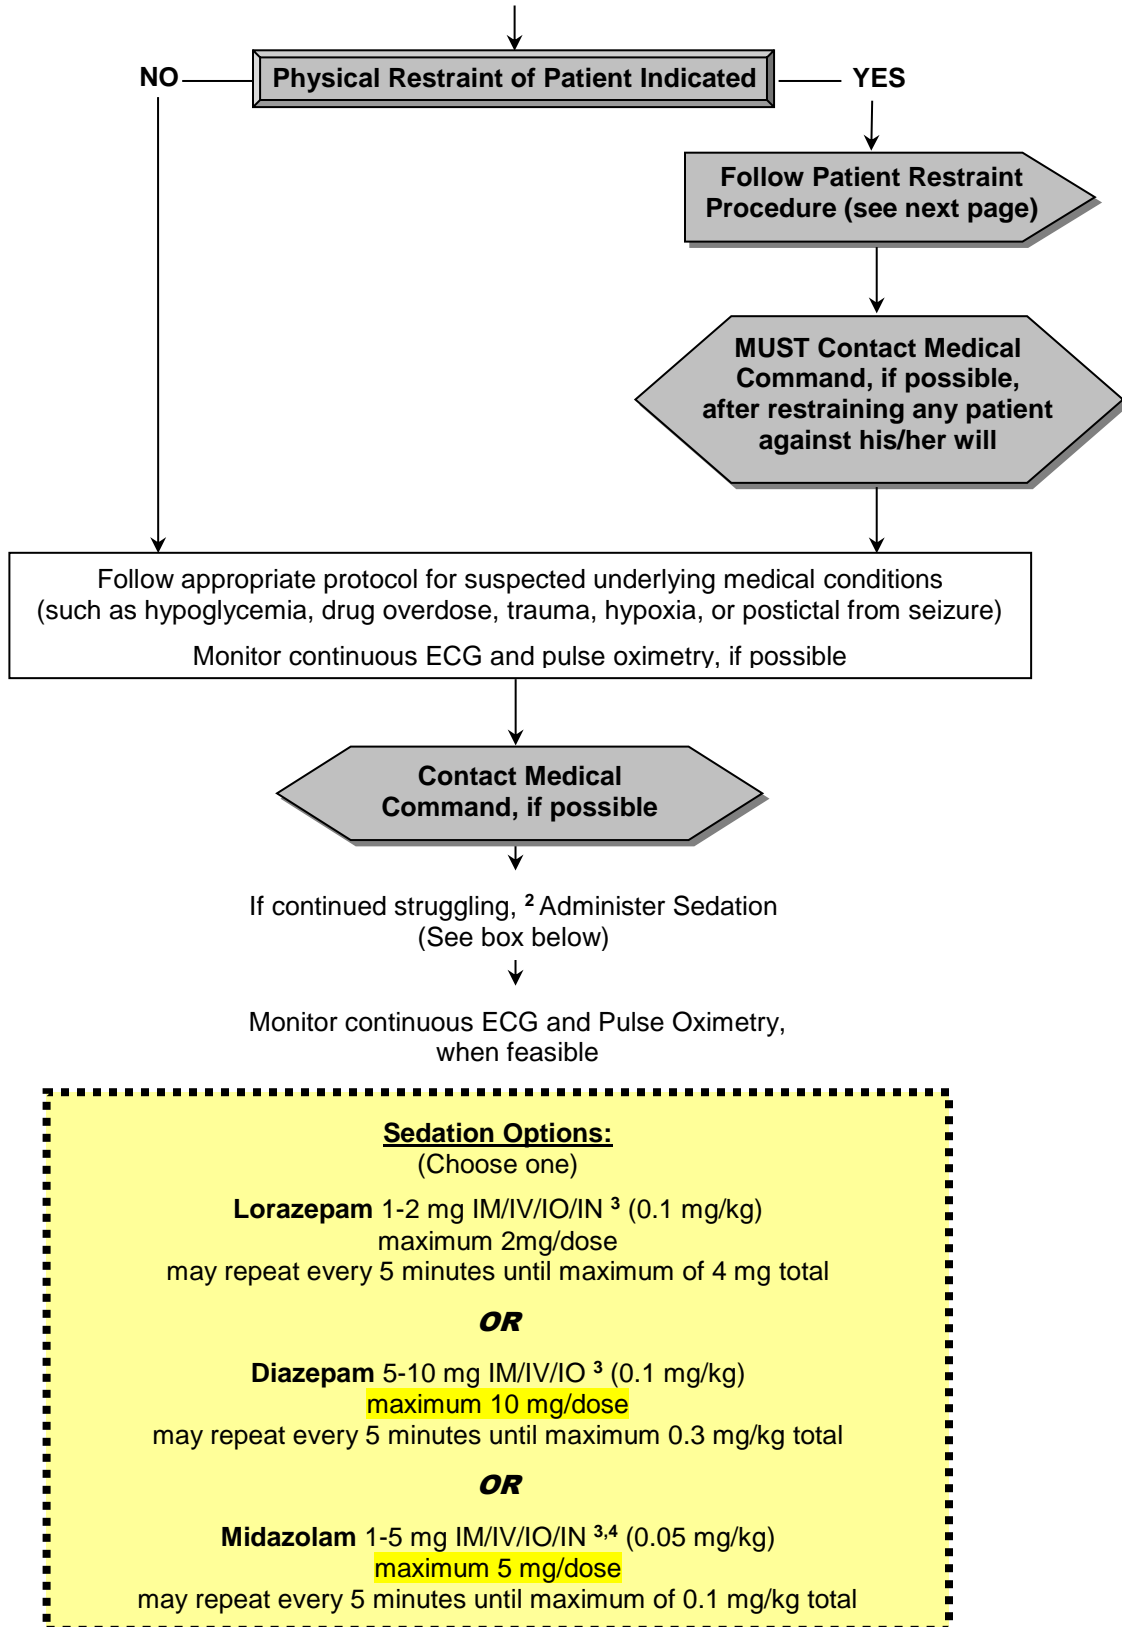 NO
Physical Restraint of Patient Indicated
YES
Follow Patient Restraint
Procedure (see next page)
MUST Contact Medical
Command, if possible,
after restraining any patient
against his/her will
Follow appropriate protocol for suspected underlying medical conditions
(such as hypoglycemia, drug overdose, trauma, hypoxia, or postictal from seizure)
Monitor continuous ECG and pulse oximetry, if possible
Contact Medical
Command, if possible
If continued struggling, ² Administer Sedation
(See box below)
Monitor continuous ECG and Pulse Oximetry,
when feasible
Sedation Options:
(Choose one)
Lorazepam 1-2 mg IM/IV/IO/IN ³ (0.1 mg/kg)
maximum 2mg/dose
may repeat every 5 minutes until maximum of 4 mg total
OR
Diazepam 5-10 mg IM/IV/IO ³ (0.1 mg/kg)
maximum 10 mg/dose
may repeat every 5 minutes until maximum 0.3 mg/kg total
OR
Midazolam 1-5 mg IM/IV/IO/IN ³,⁴ (0.05 mg/kg)
maximum 5 mg/dose
may repeat every 5 minutes until maximum of 0.1 mg/kg total